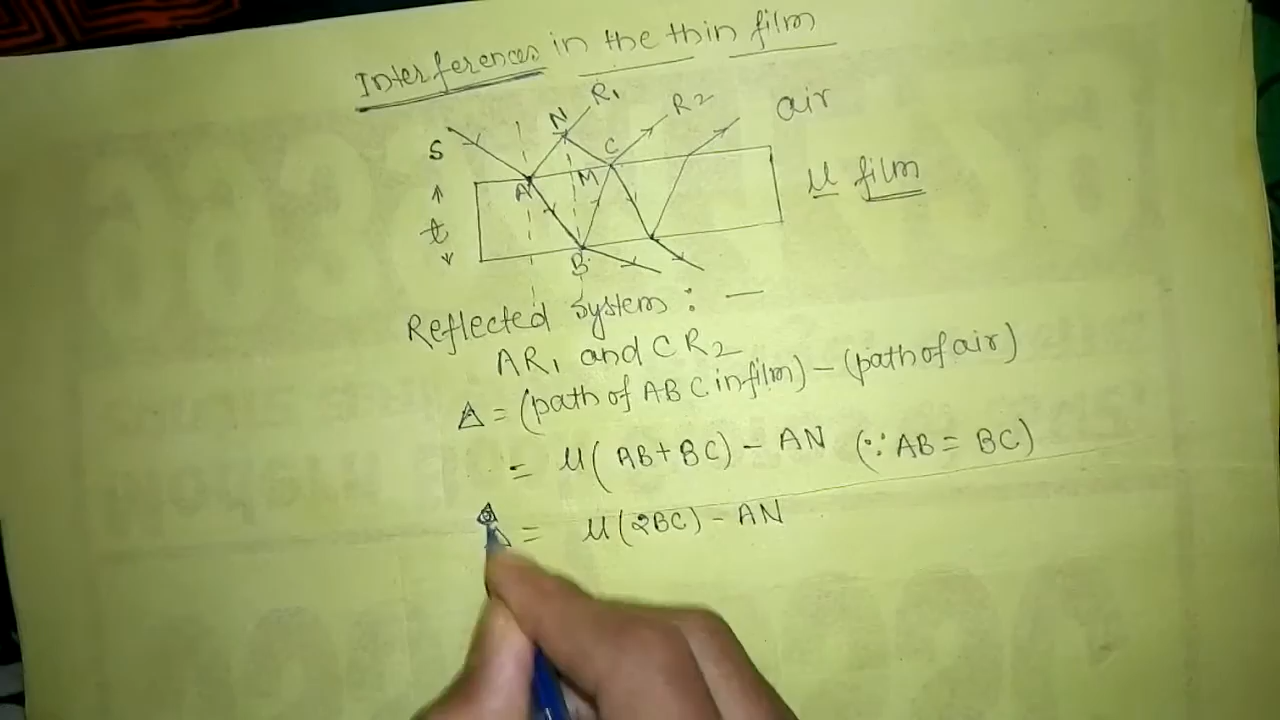 Interferences in the thin film
S
N
R1
C
R2
air
A
M
t
μ film
B
Reflected System : —
AR1 and CR2
Δ = (path of ABC in film) - (path of air)
= μ( AB+BC) - AN (∵ AB = BC)
Δ = μ(2BC) - AN